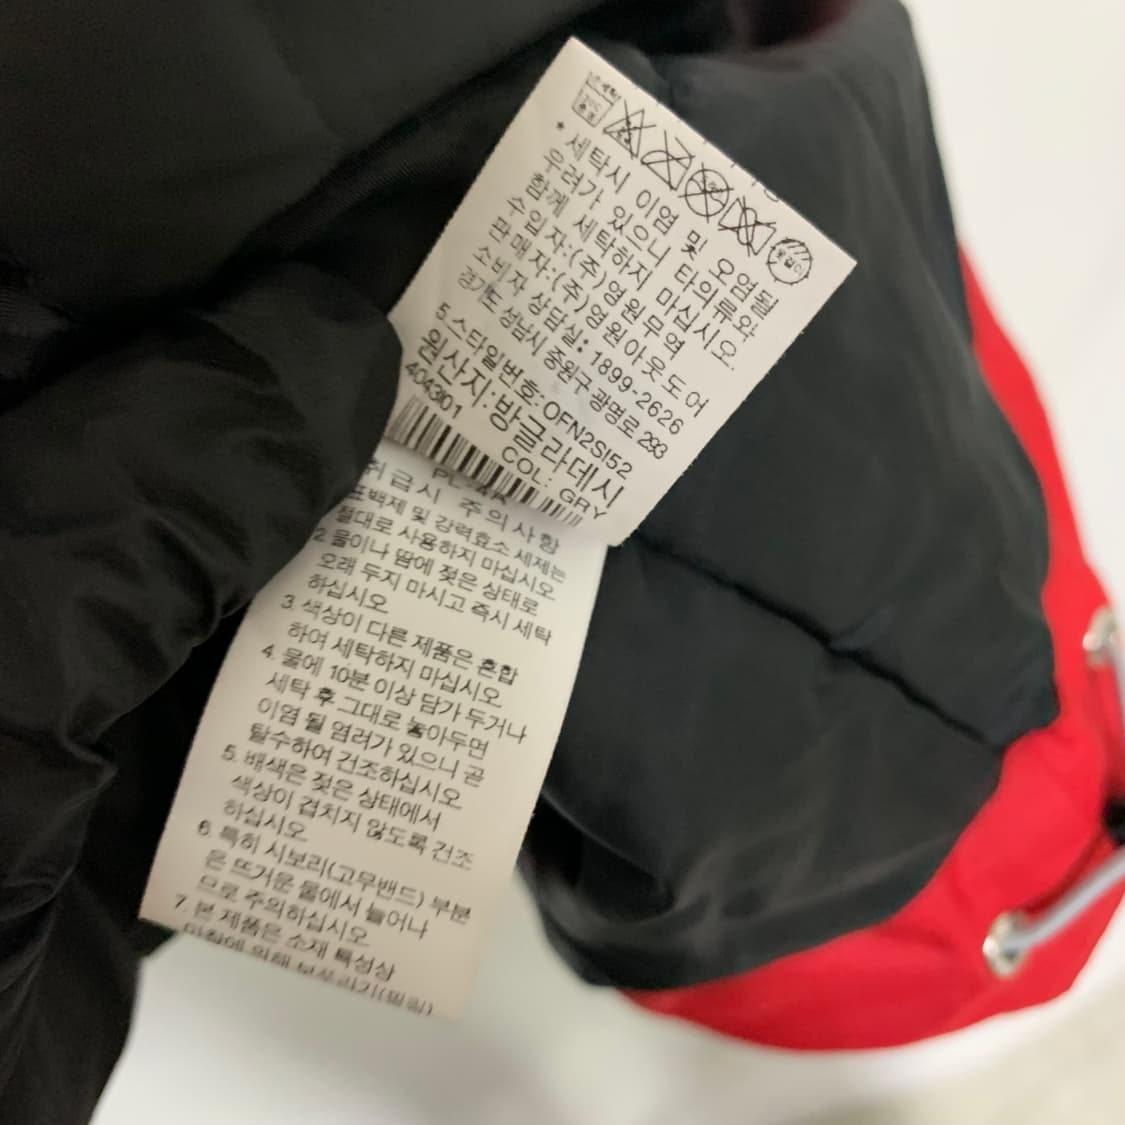 * 세탁시 이염 및 오염될
우려가 있으니 타의류와
함께 세탁하지 마십시오.
수입자:(주)영원무역
판매자:(주)영원아웃도어
소비자 상담실: 1899-2626
경기도 성남시 중원구 광명로 293
5.스타일번호: OFN2SI52
원산지:방글라데시
COL: GRY
취급시 주의사항
표백제 및 강력효소 세제는
절대로 사용하지 마십시오
2 물이나 땀에 젖은 상태로
오래 두지 마시고 즉시 세탁
하십시오
3. 색상이 다른 제품은 혼합
하여 세탁하지 마십시오
4. 물에 10분 이상 담가 두거나
세탁 후 그대로 놓아두면
이염 될 염려가 있으니 곧
탈수하여 건조하십시오
5. 배색은 젖은 상태에서
색상이 겹치지 않도록 건조
하십시오
6. 특히 시보리(고무밴드) 부분
은 뜨거운 물에서 늘어나
므로 주의하십시오
7. 본 제품은 소재 특성상
마찰에 의해 보푸라기(필링)